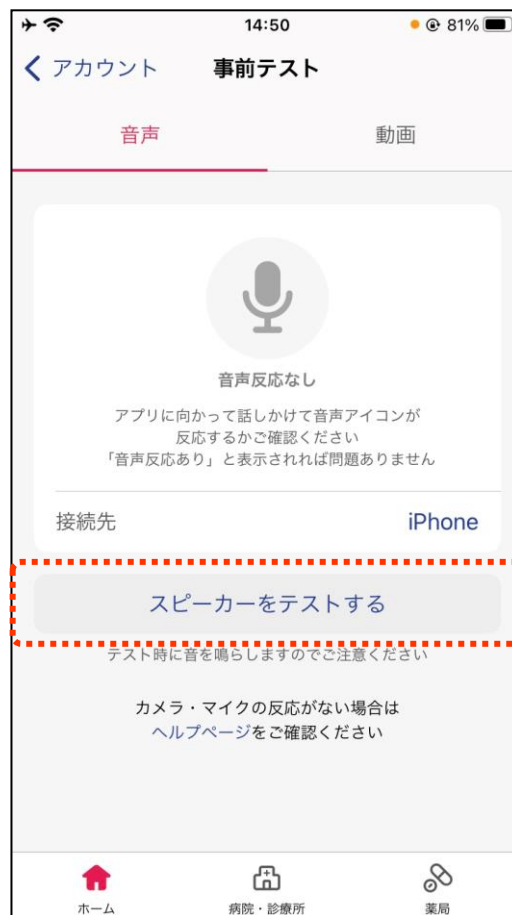 14:50
81%
アカウント
事前テスト
音声
動画
音声反応なし
アプリに向かって話しかけて音声アイコンが
反応するかご確認ください
「音声反応あり」と表示されれば問題ありません
接続先
iPhone
スピーカーをテストする
テスト時に音を鳴らしますのでご注意ください
カメラ・マイクの反応がない場合は
ヘルプページをご確認ください
ホーム
病院・診療所
薬局